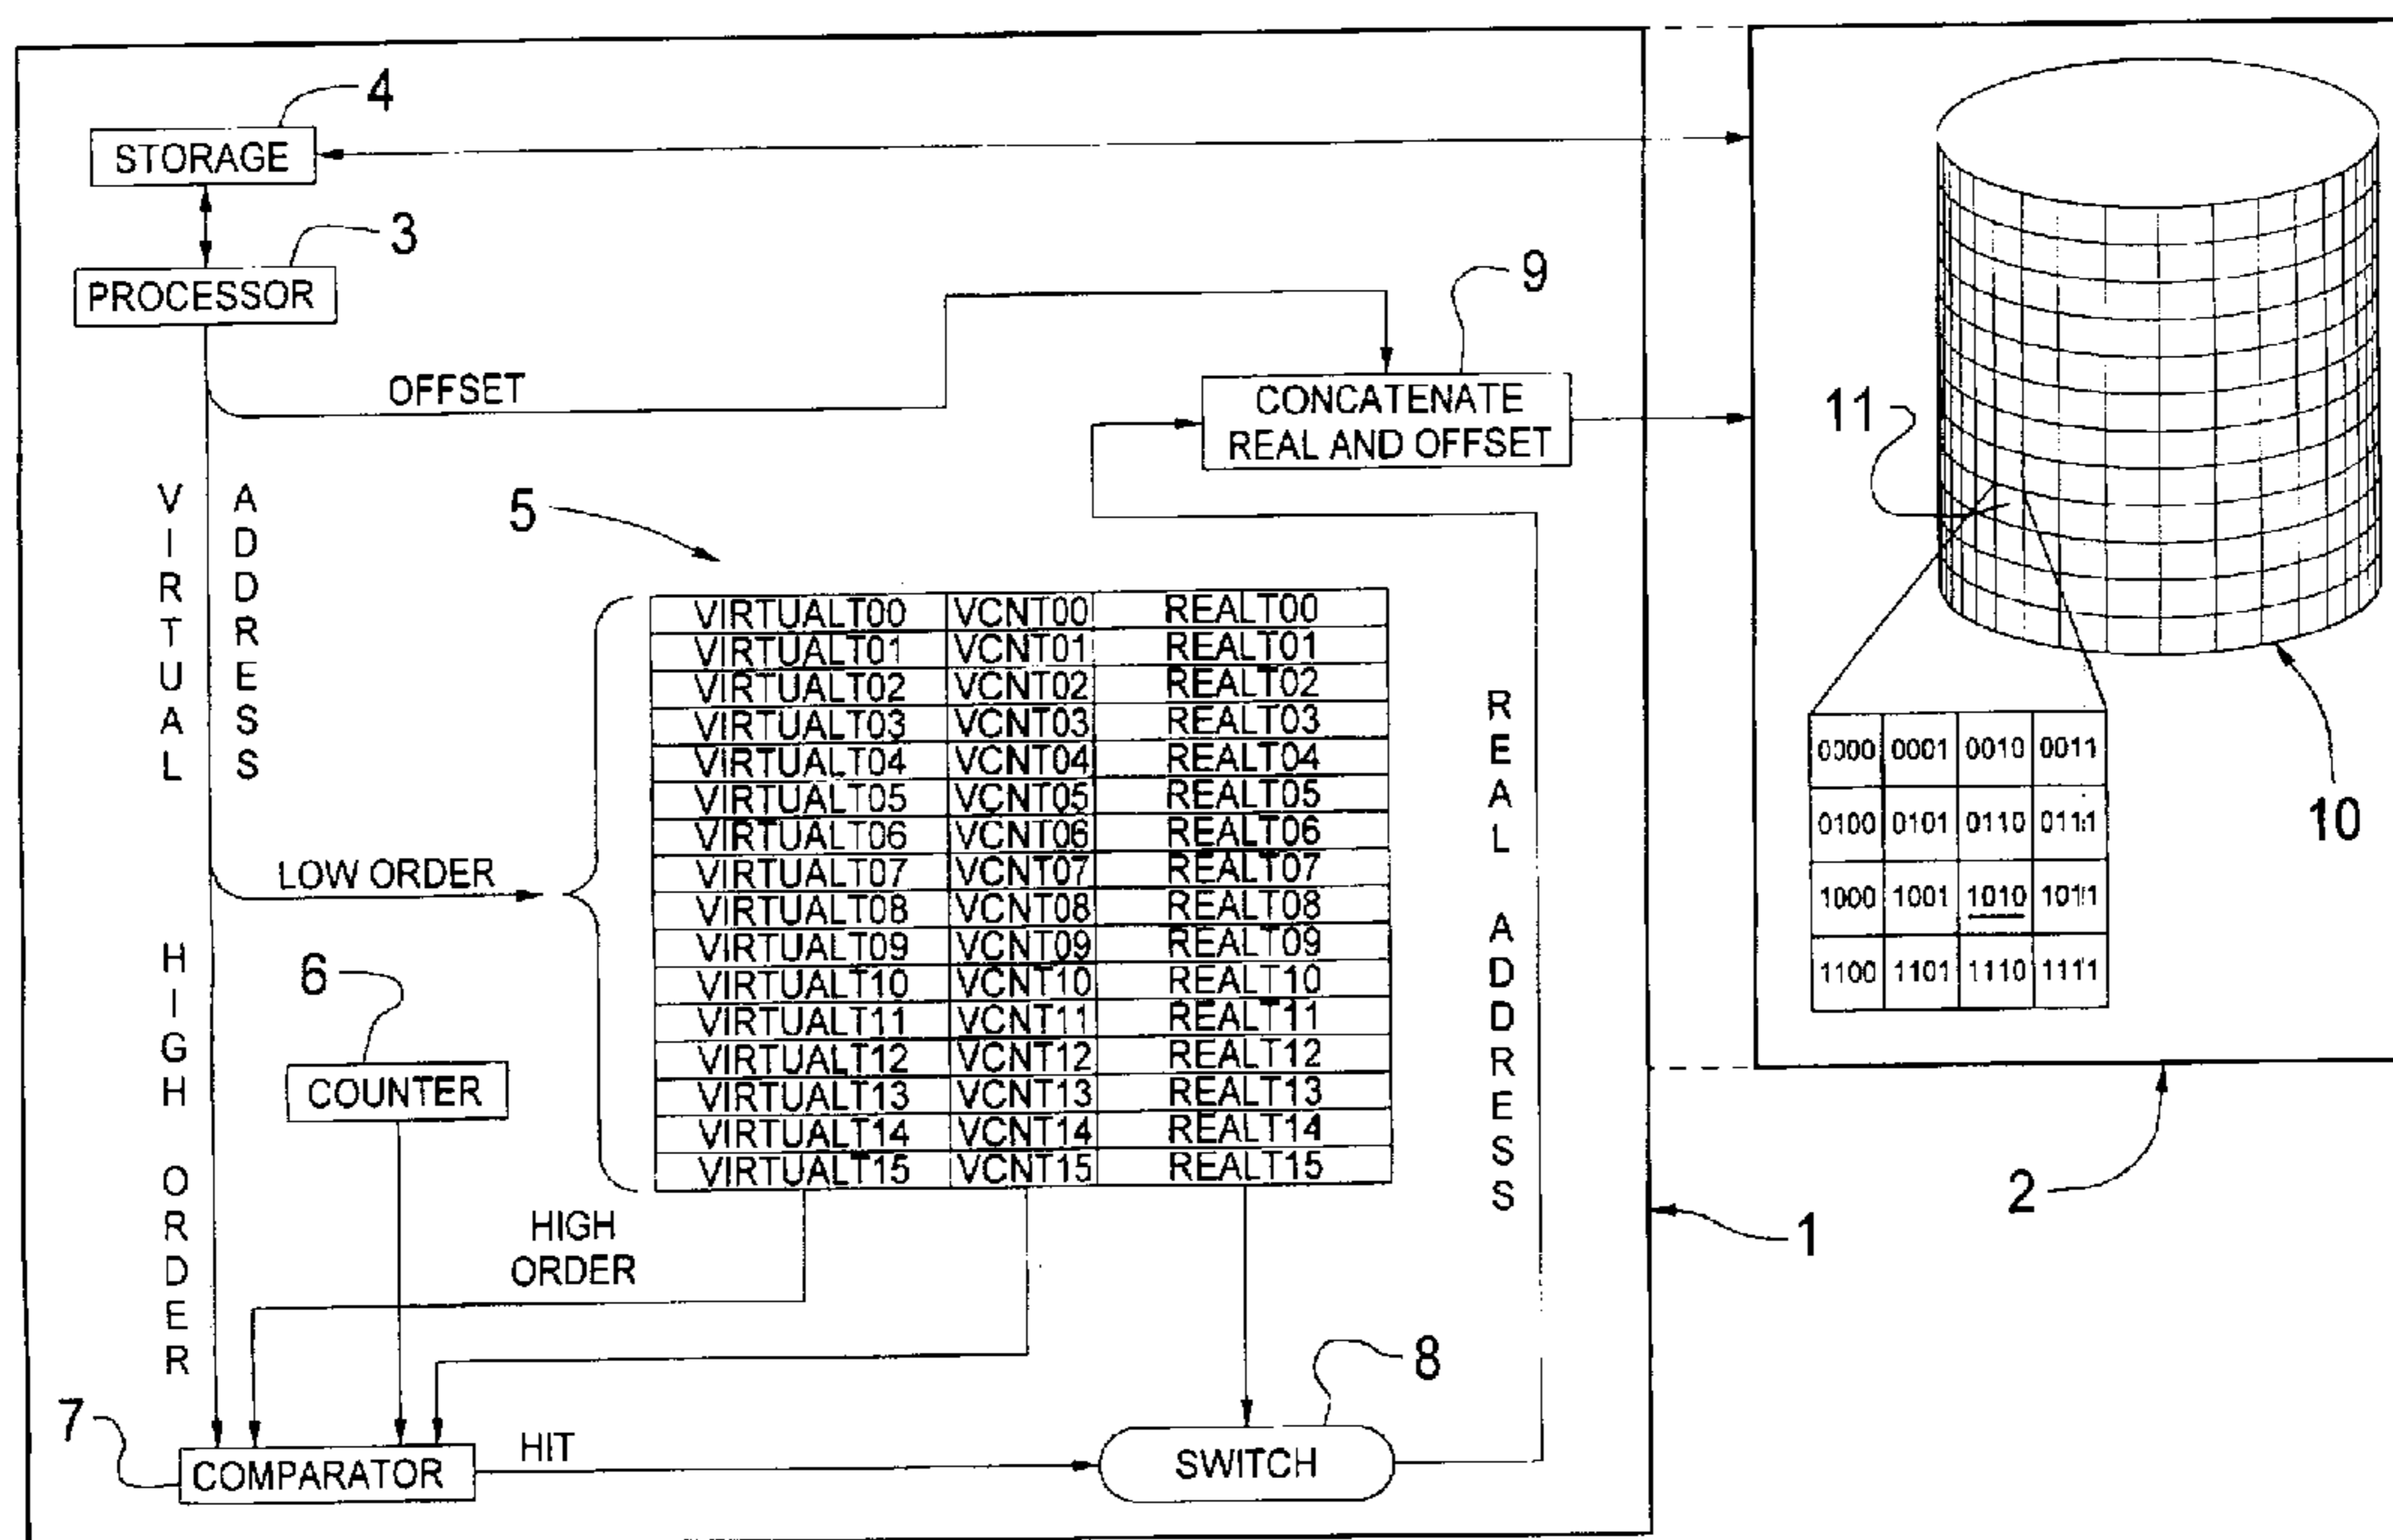 4
STORAGE
3
PROCESSOR
9
OFFSET
CONCATENATE
REAL AND OFFSET
11
VIRTUAL
ADDRESS
5
VIRTUALT00 VCNT00 REALT00
VIRTUALT01 VCNT01 REALT01
VIRTUALT02 VCNT02 REALT02
VIRTUALT03 VCNT03 REALT03
VIRTUALT04 VCNT04 REALT04
VIRTUALT05 VCNT05 REALT05
VIRTUALT06 VCNT06 REALT06
VIRTUALT07 VCNT07 REALT07
VIRTUALT08 VCNT08 REALT08
VIRTUALT09 VCNT09 REALT09
VIRTUALT10 VCNT10 REALT10
VIRTUALT11 VCNT11 REALT11
VIRTUALT12 VCNT12 REALT12
VIRTUALT13 VCNT13 REALT13
VIRTUALT14 VCNT14 REALT14
VIRTUALT15 VCNT15 REALT15
LOW ORDER
REAL ADDRESS
0000 0001 0010 0011
0100 0101 0110 0111
1000 1001 1010 1011
1100 1101 1110 1111
10
2
1
HIGH ORDER
6
COUNTER
HIGH
ORDER
7
COMPARATOR
HIT
8
SWITCH